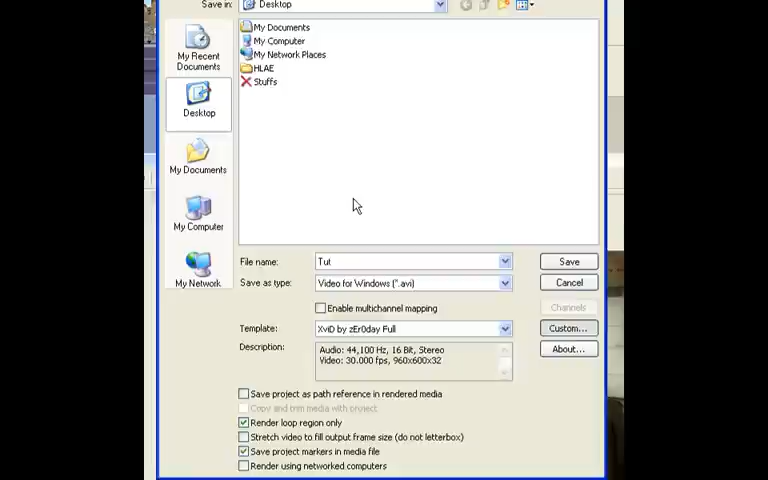 Save in:
Desktop
My Recent
Documents
Desktop
My Documents
My Computer
My Network
My Documents
My Computer
My Network Places
HLAE
Stuffs
File name:
Tut
Save
Save as type:
Video for Windows (*.avi)
Cancel
Enable multichannel mapping
Channels
Template:
XviD by zEr0day Full
Custom...
Description:
Audio: 44,100 Hz, 16 Bit, Stereo
Video: 30.000 fps, 960x600x32
About...
Save project as path reference in rendered media
Copy and trim media with project
Render loop region only
Stretch video to fill output frame size (do not letterbox)
Save project markers in media file
Render using networked computers